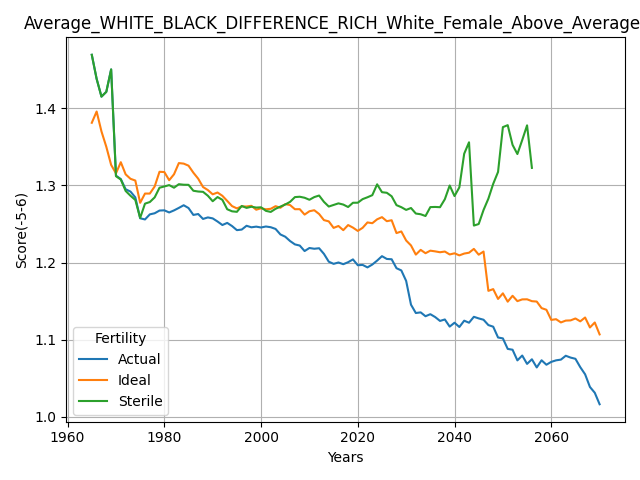 Average_WHITE_BLACK_DIFFERENCE_RICH_White_Female_Above_Average
Score(-5-6)
1.4
1.3
1.2
1.1
1.0
Fertility
Actual
Ideal
Sterile
1960 1980 2000 2020 2040 2060
Years